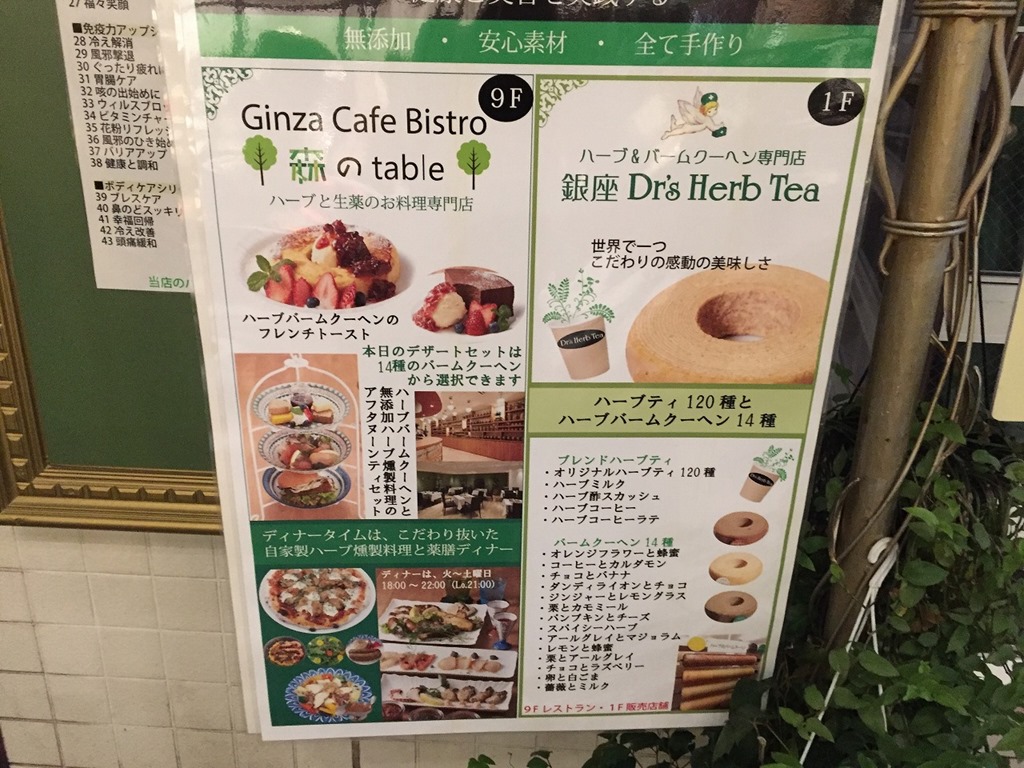 27 福々笑顔
■免疫力アップシ
28 冷え解消
29 風邪撃退
30 ぐったり疲れに
31 胃腸ケア
32 咳の出始めに
33 ウィルスブロッ
34 ビタミンチャー
35 花粉リフレッシ
36 風邪のひき始め
37 バリアアップ
38 健康と調和
■ボディケアシリ
39 ブレスケア
40 鼻のどスッキリ
41 幸福回帰
42 冷え改善
43 頭痛緩和
当店のハ
無添加 ・ 安心素材 ・ 全て手作り
9F
Ginza Cafe Bistro
森の table
ハーブと生薬のお料理専門店
ハーブバームクーヘンの
フレンチトースト
本日のデザートセットは
14種のバームクーヘン
から選択できます
ハーブバームクーヘンと
無添加ハーブ燻製料理の
アフタヌーンティセット
ディナータイムは、こだわり抜いた
自家製ハーブ燻製料理と薬膳ディナー
ディナーは、火〜土曜日
18:00 〜 22:00（Lo.21:00）
1F
ハーブ＆バームクーヘン専門店
銀座 Dr's Herb Tea
世界で一つ
こだわりの感動の美味しさ
Dr's Herb Tea
ハーブティ 120 種と
ハーブバームクーヘン 14 種
ブレンドハーブティ
・オリジナルハーブティ 120 種
・ハーブミルク
・ハーブ酢スカッシュ
・ハーブコーヒー
・ハーブコーヒーラテ
バームクーヘン 14 種
・オレンジフラワーと蜂蜜
・コーヒーとカルダモン
・チョコとバナナ
・ダンディライオンとチョコ
・ジンジャーとレモングラス
・栗とカモミール
・パンプキンとチーズ
・スパイシーハーブ
・アールグレイとマジョラム
・レモンと蜂蜜
・栗とアールグレイ
・チョコとラズベリー
・卵と白ごま
・薔薇とミルク
9F レストラン・1F 販売店舗